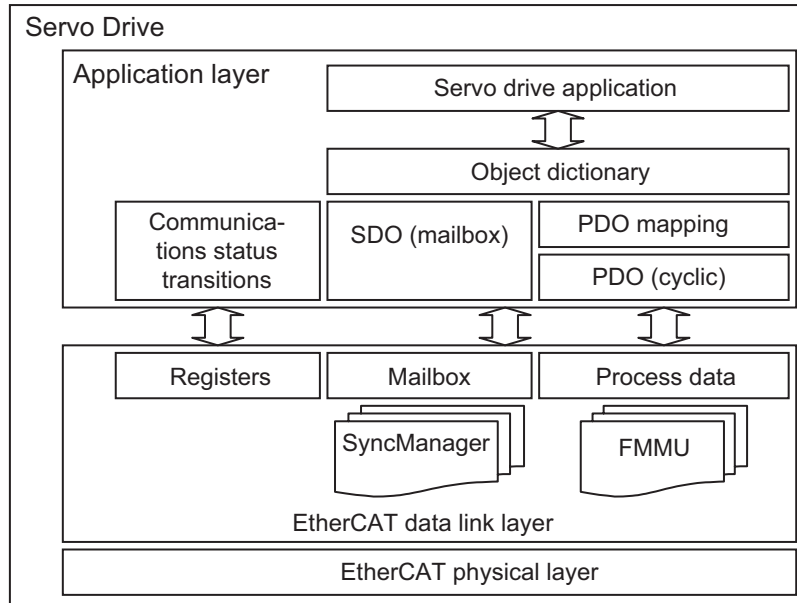 Servo Drive
Application layer
Servo drive application
Object dictionary
Communica-
tions status
transitions
SDO (mailbox)
PDO mapping
PDO (cyclic)
Registers
Mailbox
Process data
SyncManager
FMMU
EtherCAT data link layer
EtherCAT physical layer